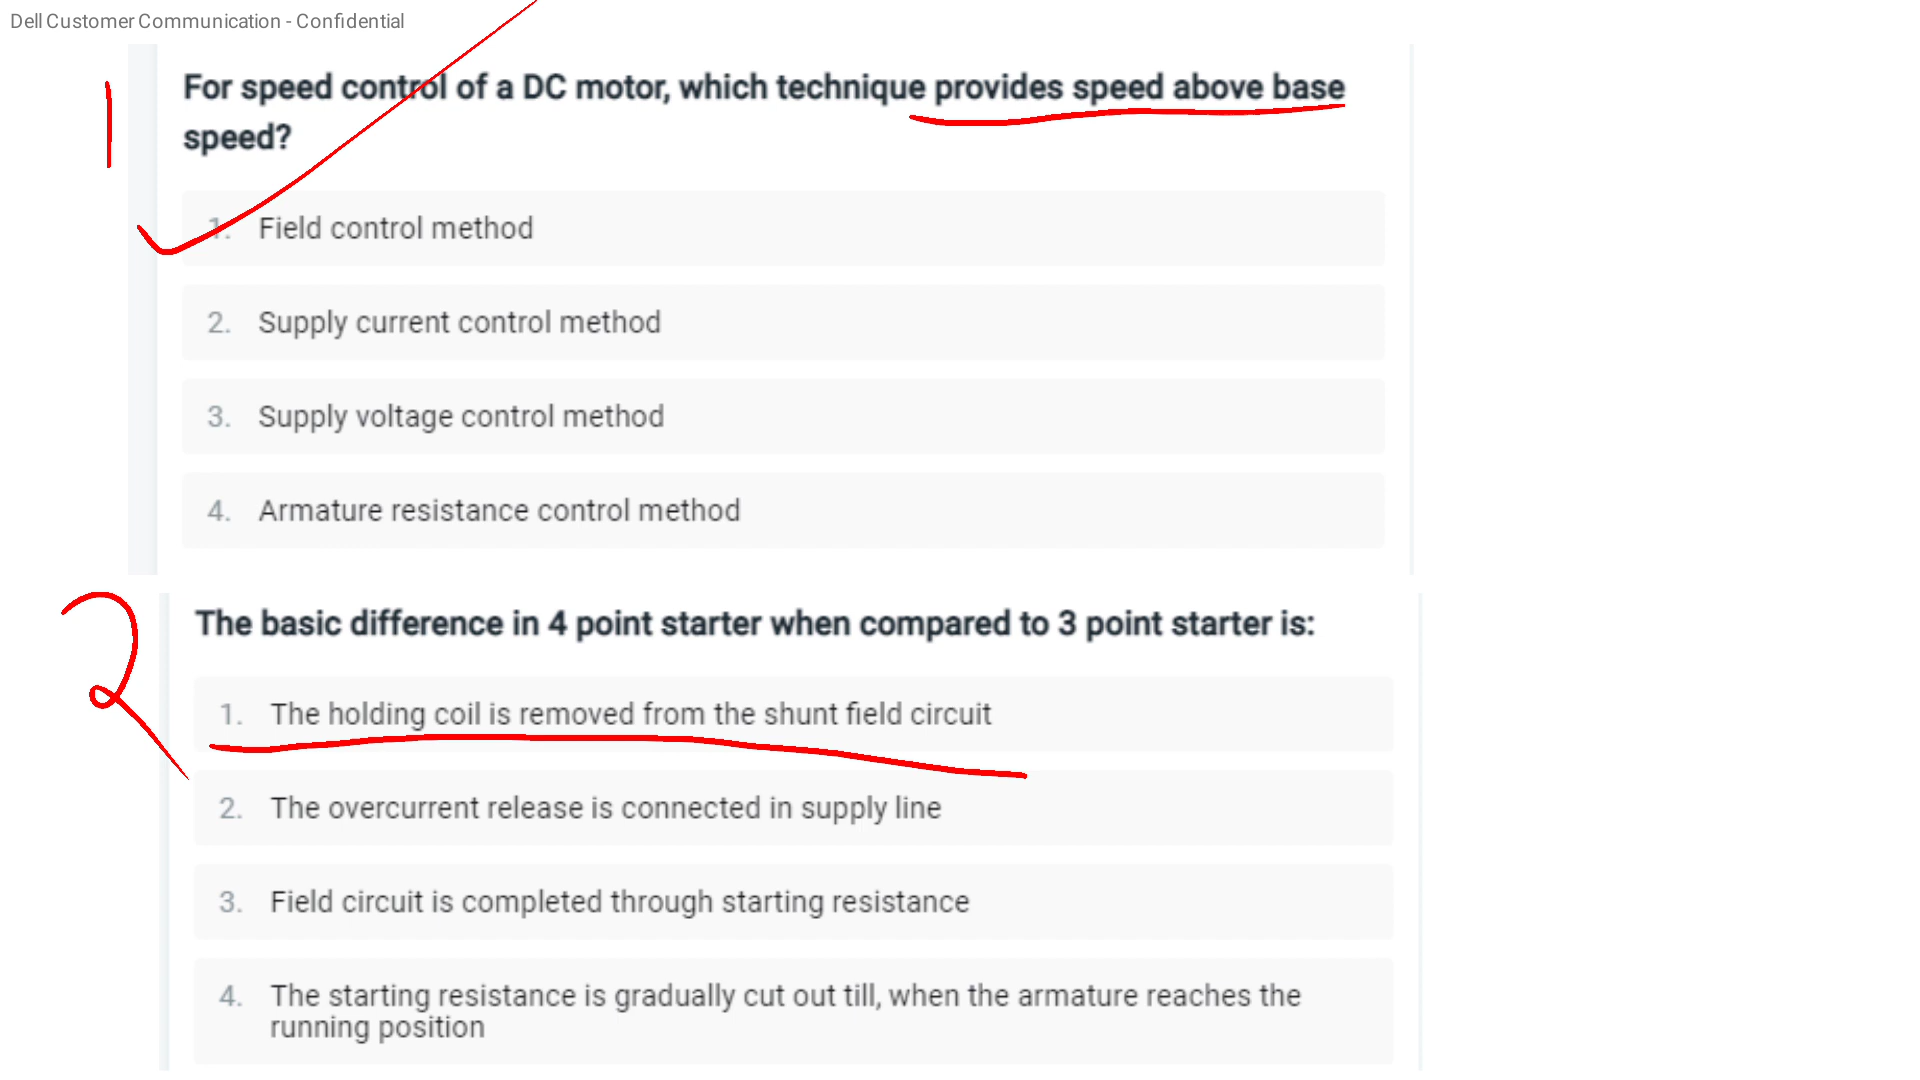 Dell Customer Communication - Confidential
1
For speed control of a DC motor, which technique provides speed above base
speed?
1. Field control method
2. Supply current control method
3. Supply voltage control method
4. Armature resistance control method
2
The basic difference in 4 point starter when compared to 3 point starter is:
1. The holding coil is removed from the shunt field circuit
2. The overcurrent release is connected in supply line
3. Field circuit is completed through starting resistance
4. The starting resistance is gradually cut out till, when the armature reaches the
running position